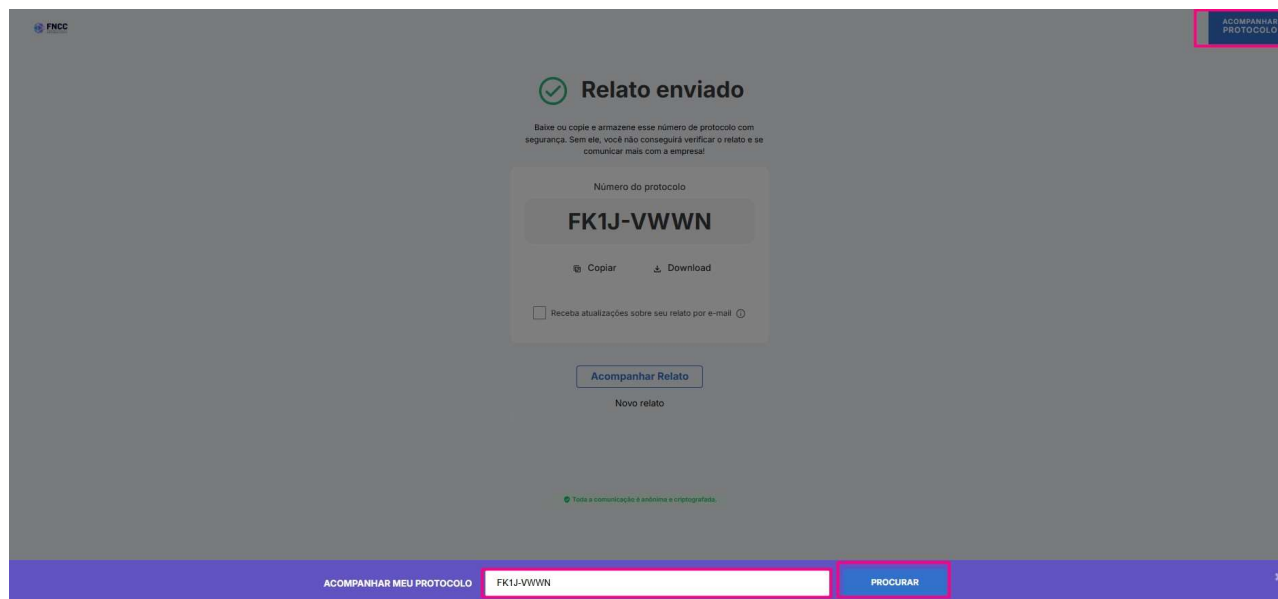 FNCC
ACOMPANHAR
PROTOCOLO
Relato enviado
Baixe ou copie e armazene esse número de protocolo com
segurança. Sem ele, você não conseguirá verificar o relato e se
comunicar mais com a empresa!
Número do protocolo
FK1J-VWWN
Copiar
Download
Receba atualizações sobre seu relato por e-mail
Acompanhar Relato
Novo relato
Toda a comunicação é anônima e criptografada.
ACOMPANHAR MEU PROTOCOLO
FK1J-VWWN
PROCURAR